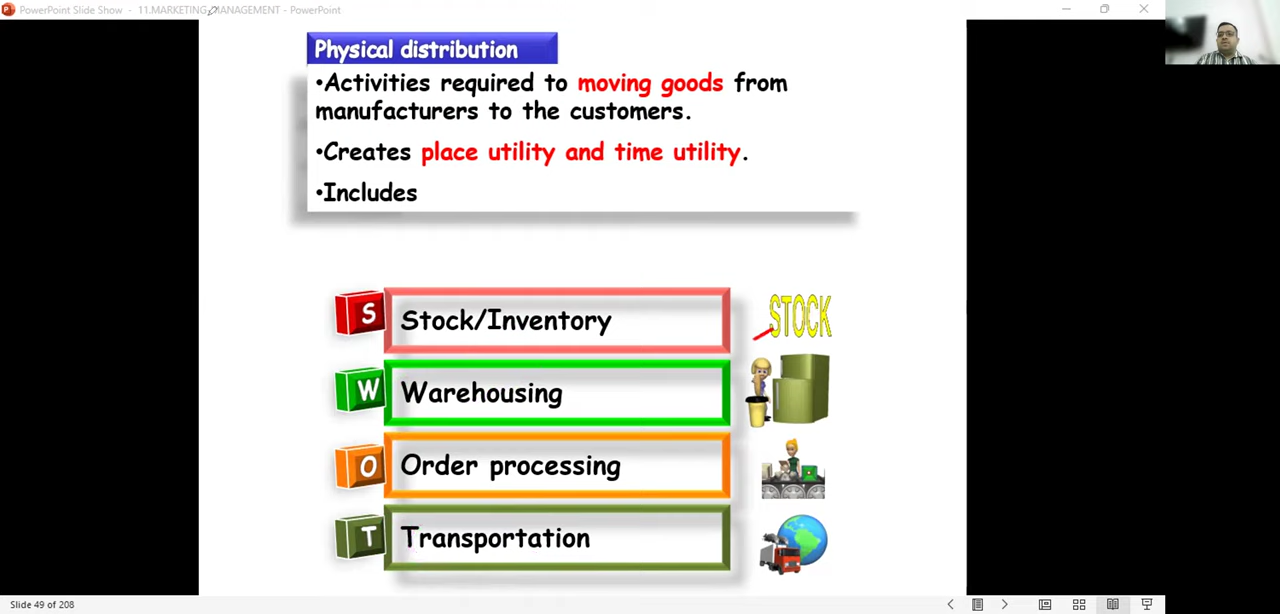 PowerPoint Slide Show - 11.MARKETING MANAGEMENT - PowerPoint
Physical distribution
•Activities required to moving goods from
manufacturers to the customers.
•Creates place utility and time utility.
•Includes
S Stock/Inventory STOCK
W Warehousing
O Order processing
T Transportation
Slide 49 of 208